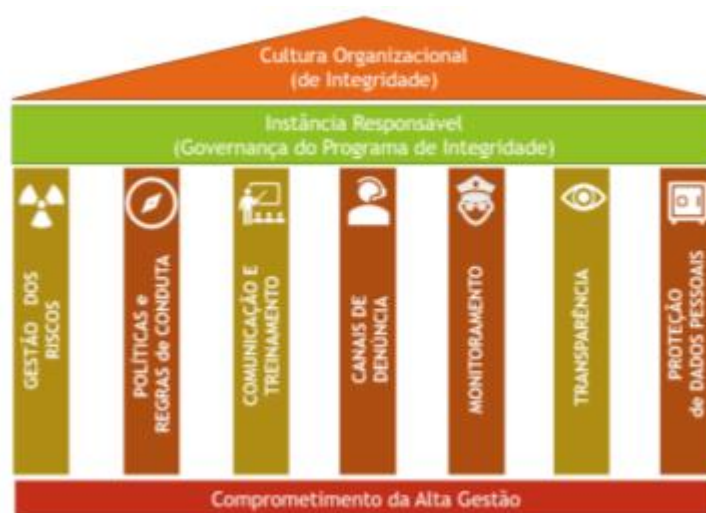 Cultura Organizacional
(de Integridade)
Instância Responsável
(Governança do Programa de Integridade)
GESTÃO DOS
RISCOS
POLÍTICAS e
REGRAS de CONDUTA
COMUNICAÇÃO E
TREINAMENTO
CANAIS DE
DENÚNCIA
MONITORAMENTO
TRANSPARÊNCIA
PROTEÇÃO
de DADOS PESSOAIS
Comprometimento da Alta Gestão